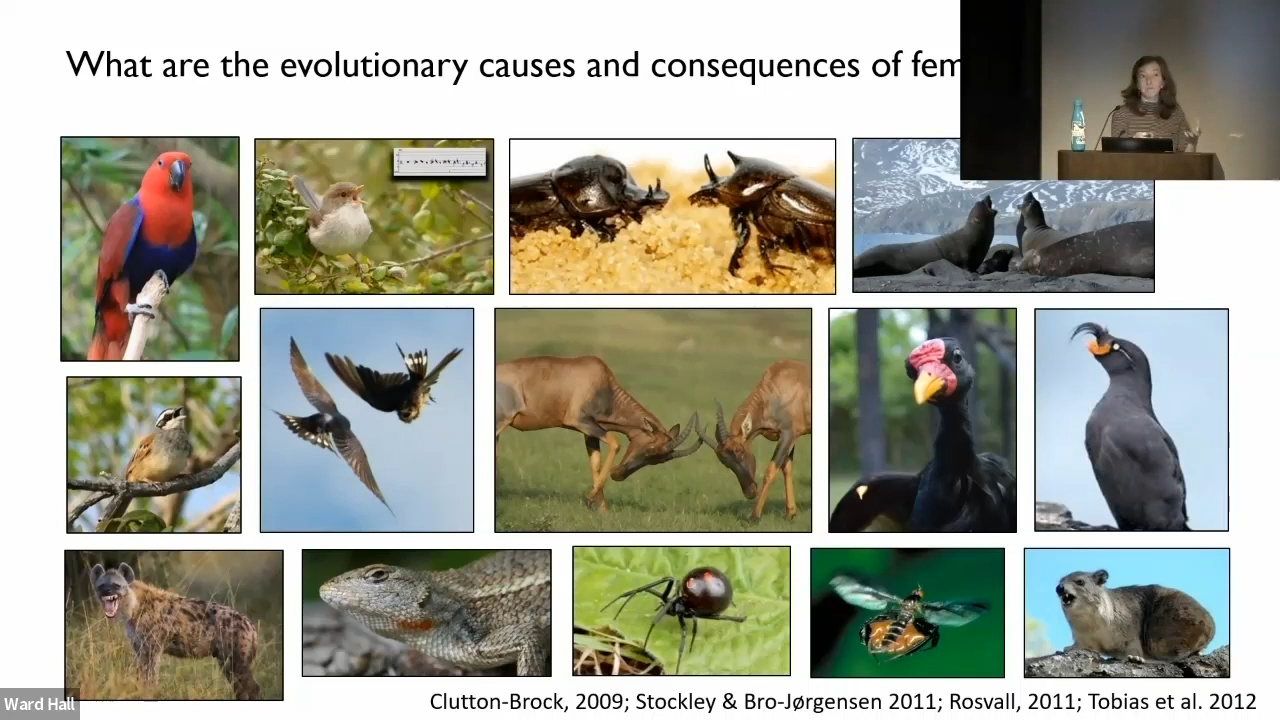 What are the evolutionary causes and consequences of fem
Ward Hall
Clutton-Brock, 2009; Stockley & Bro-Jørgensen 2011; Rosvall, 2011; Tobias et al. 2012